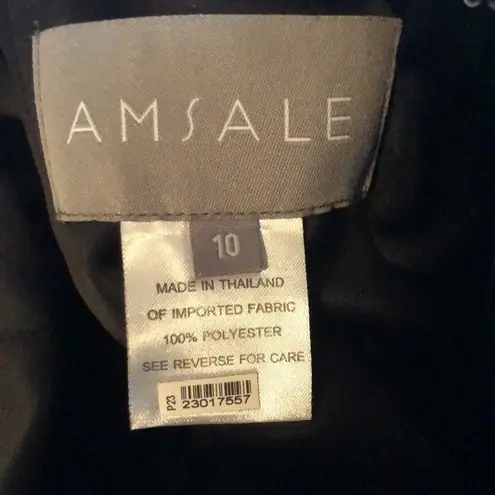 AMSALE
10
MADE IN THAILAND
OF IMPORTED FABRIC
100% POLYESTER
SEE REVERSE FOR CARE
P23
23017557